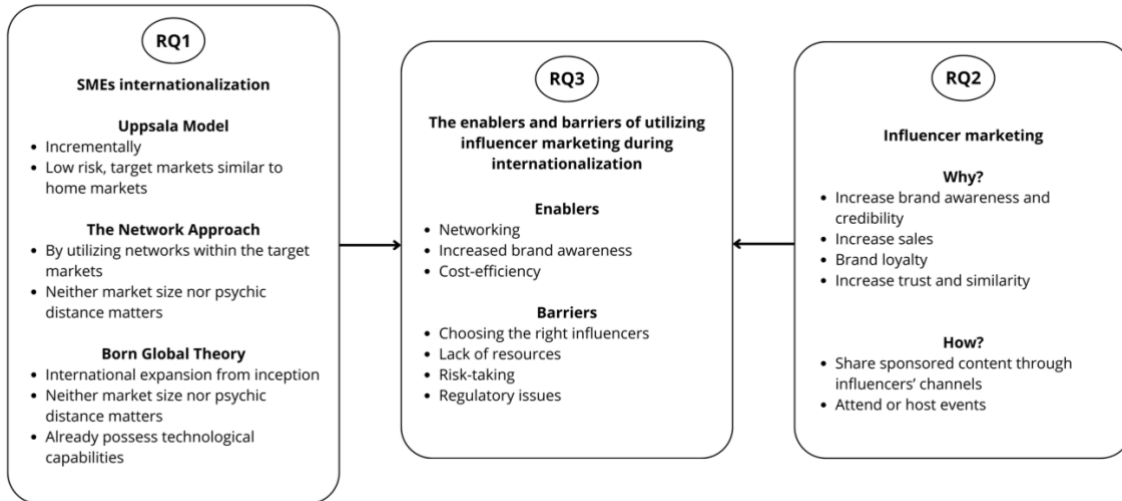 RQ1
SMEs internationalization
Uppsala Model
• Incrementally
• Low risk, target markets similar to
home markets
The Network Approach
• By utilizing networks within the target
markets
• Neither market size nor psychic
distance matters
Born Global Theory
• International expansion from inception
• Neither market size nor psychic
distance matters
• Already possess technological
capabilities
RQ3
The enablers and barriers of utilizing
influencer marketing during
internationalization
Enablers
• Networking
• Increased brand awareness
• Cost-efficiency
Barriers
• Choosing the right influencers
• Lack of resources
• Risk-taking
• Regulatory issues
RQ2
Influencer marketing
Why?
• Increase brand awareness and
credibility
• Increase sales
• Brand loyalty
• Increase trust and similarity
How?
• Share sponsored content through
influencers’ channels
• Attend or host events